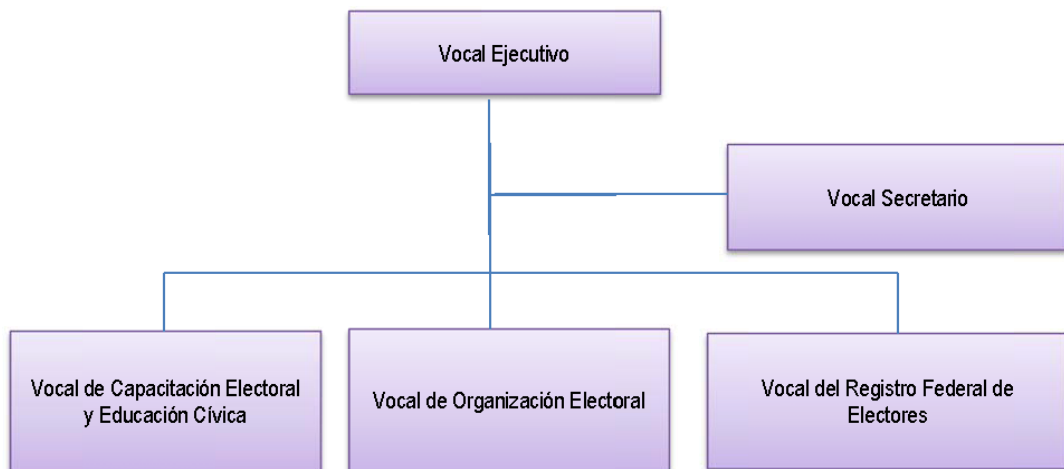 Vocal Ejecutivo
Vocal Secretario
Vocal de Capacitación Electoral
y Educación Cívica
Vocal de Organización Electoral
Vocal del Registro Federal de
Electores